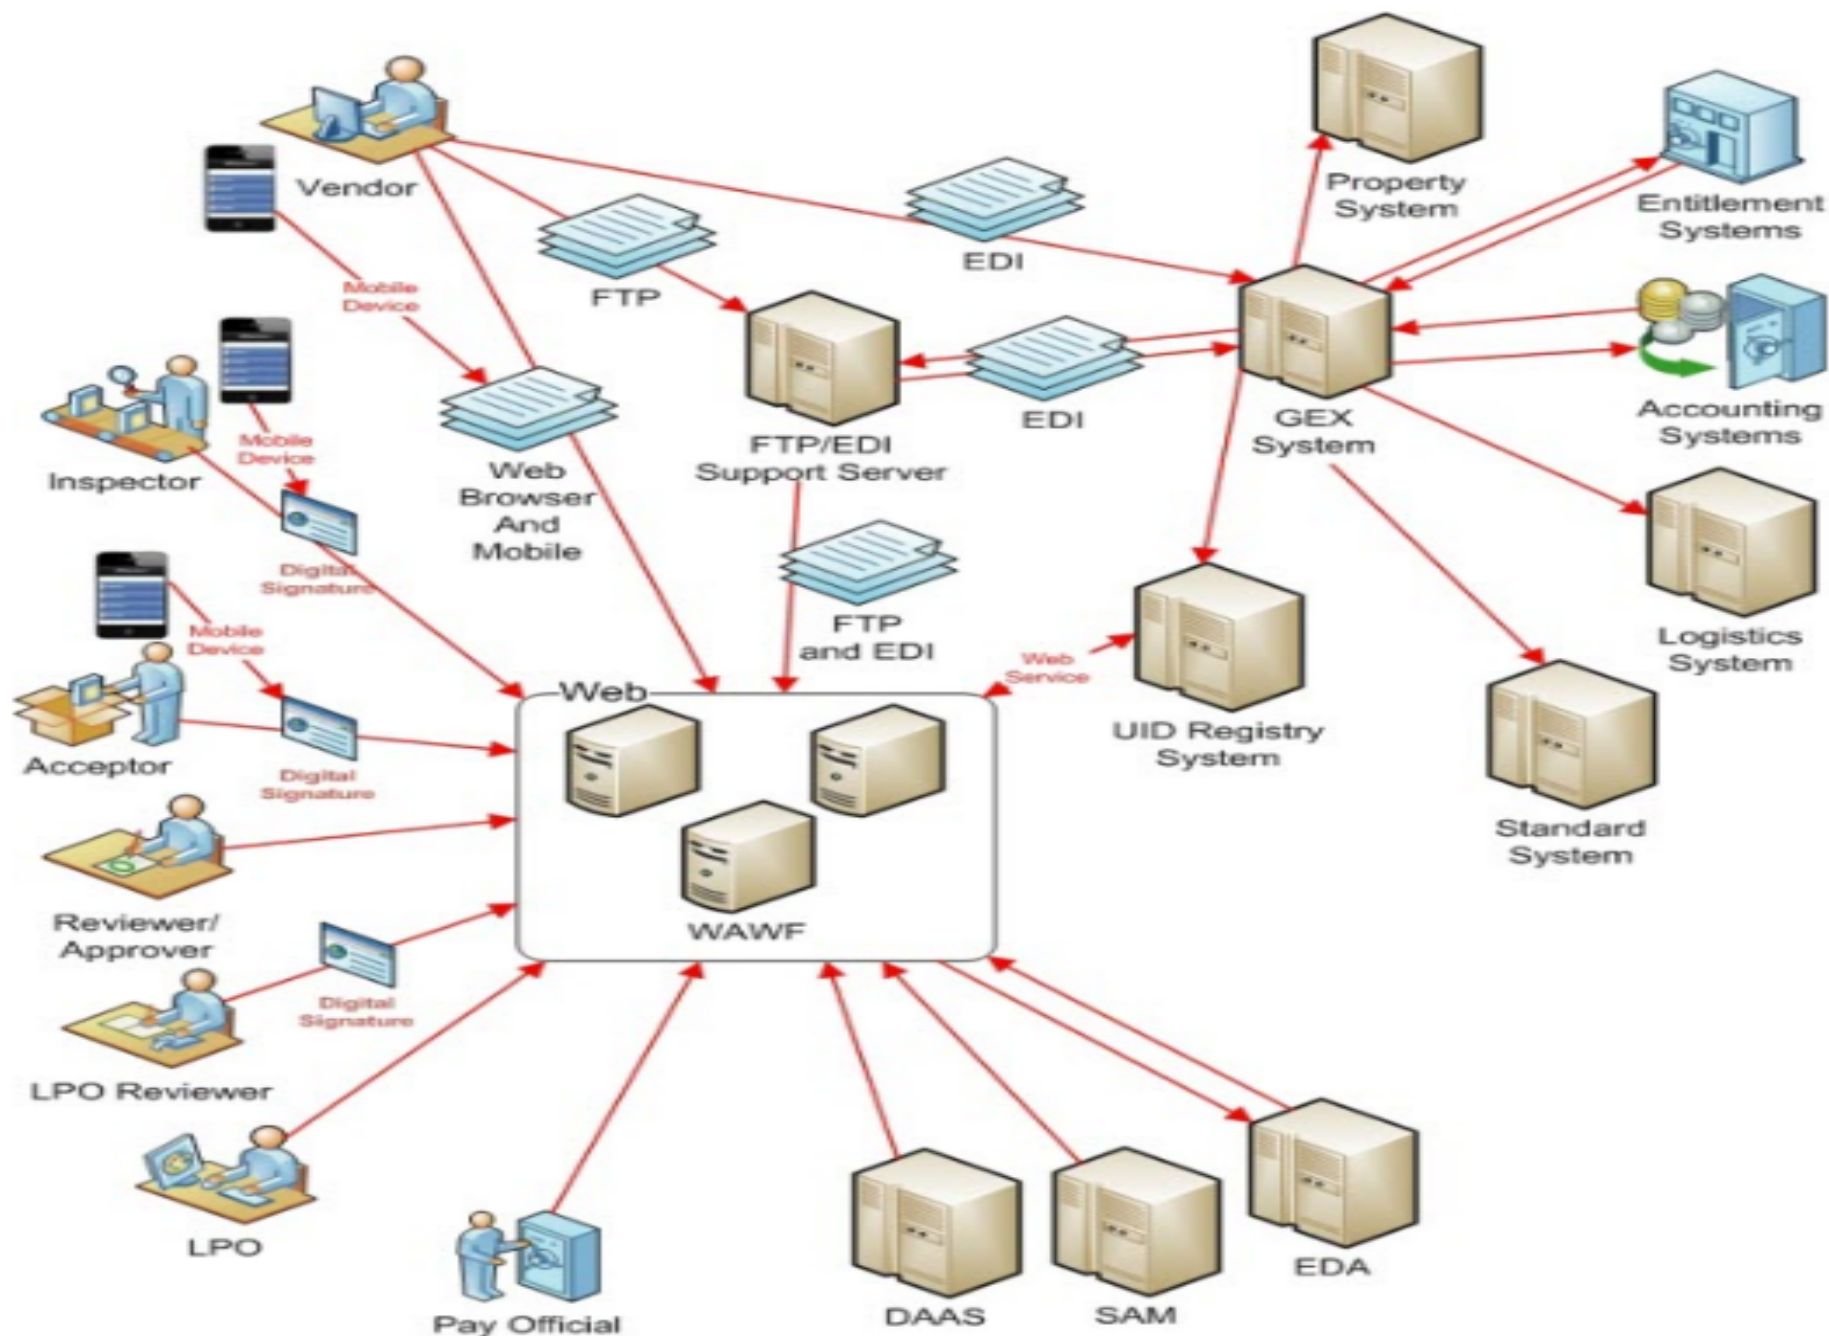 Vendor
Mobile
Device
FTP
EDI
Property
System
Entitlement
Systems
Inspector
Mobile
Device
Digital
Signature
Web
Browser
And
Mobile
FTP/EDI
Support Server
EDI
GEX
System
Accounting
Systems
FTP
and EDI
Logistics
System
Mobile
Device
Acceptor
Digital
Signature
Web
WAWF
Web
Service
UID Registry
System
Standard
System
Reviewer/
Approver
Digital
Signature
LPO Reviewer
LPO
Pay Official
DAAS
SAM
EDA